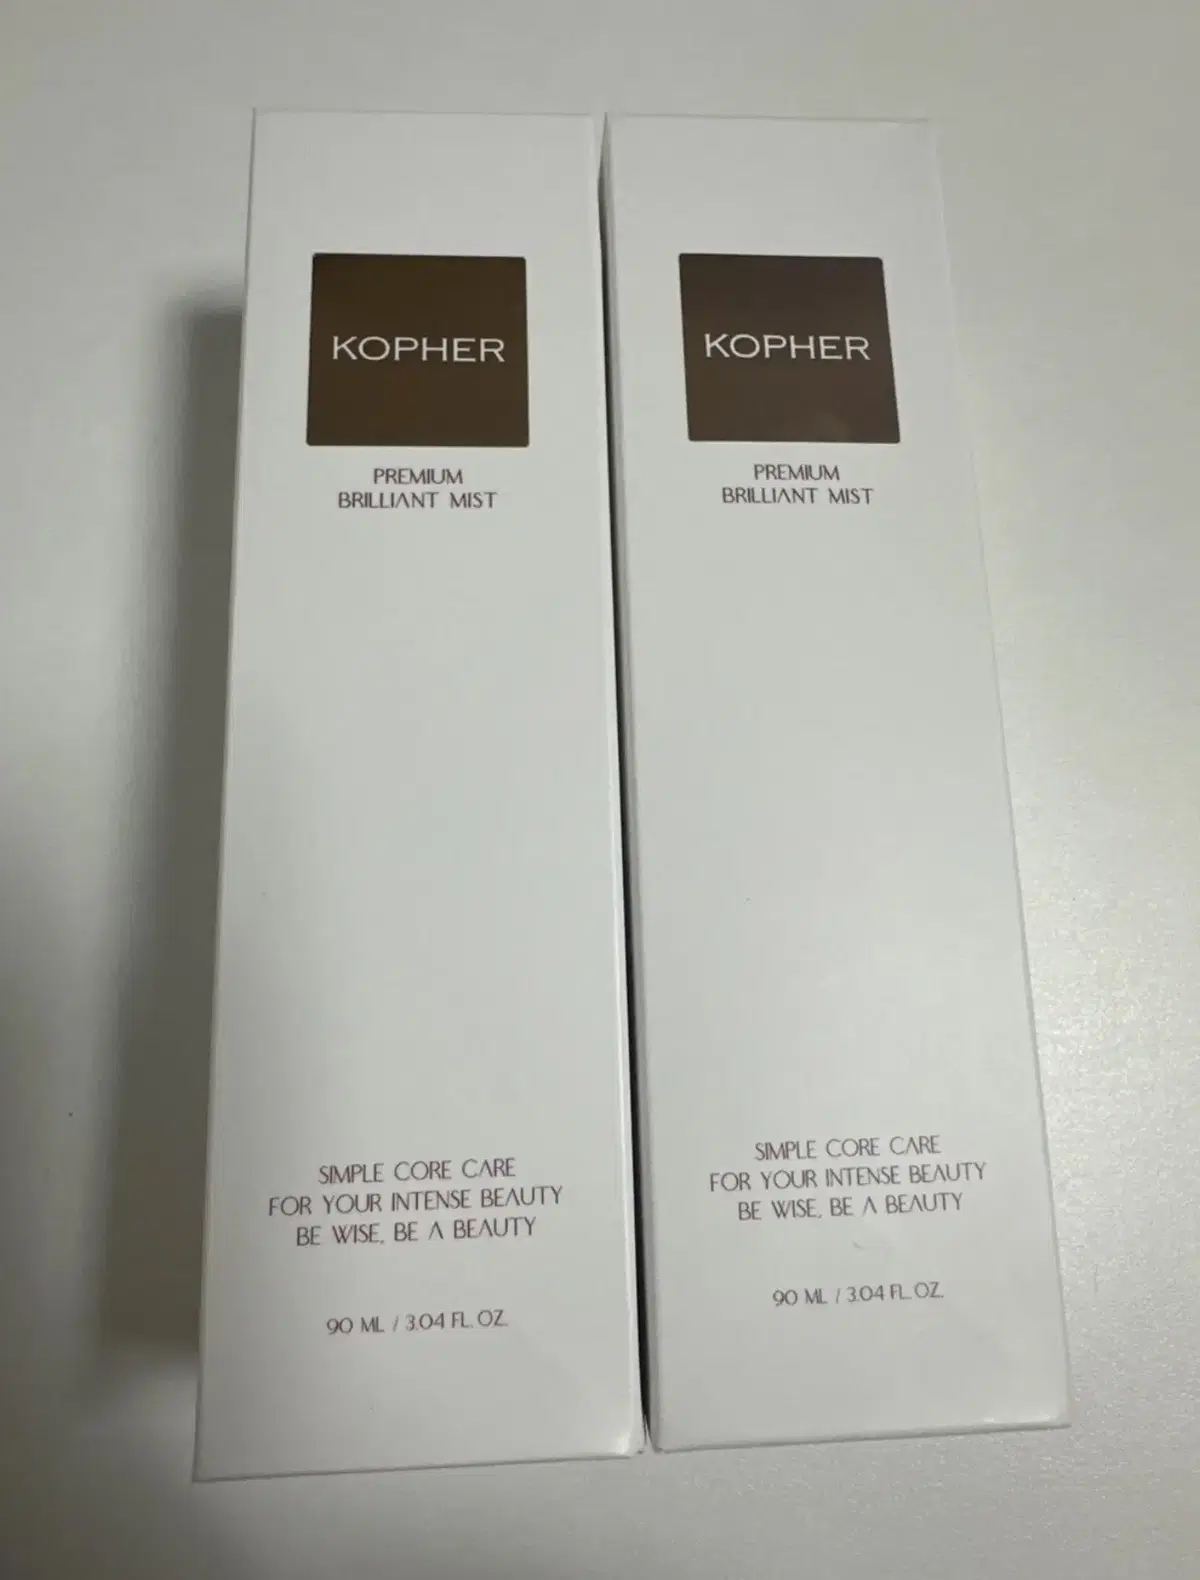 KOPHER
PREMIUM
BRILLIANT MIST
SIMPLE CORE CARE
FOR YOUR INTENSE BEAUTY
BE WISE, BE A BEAUTY
90 ML / 3.04 FL. OZ.
KOPHER
PREMIUM
BRILLIANT MIST
SIMPLE CORE CARE
FOR YOUR INTENSE BEAUTY
BE WISE, BE A BEAUTY
90 ML / 3.04 FL. OZ.